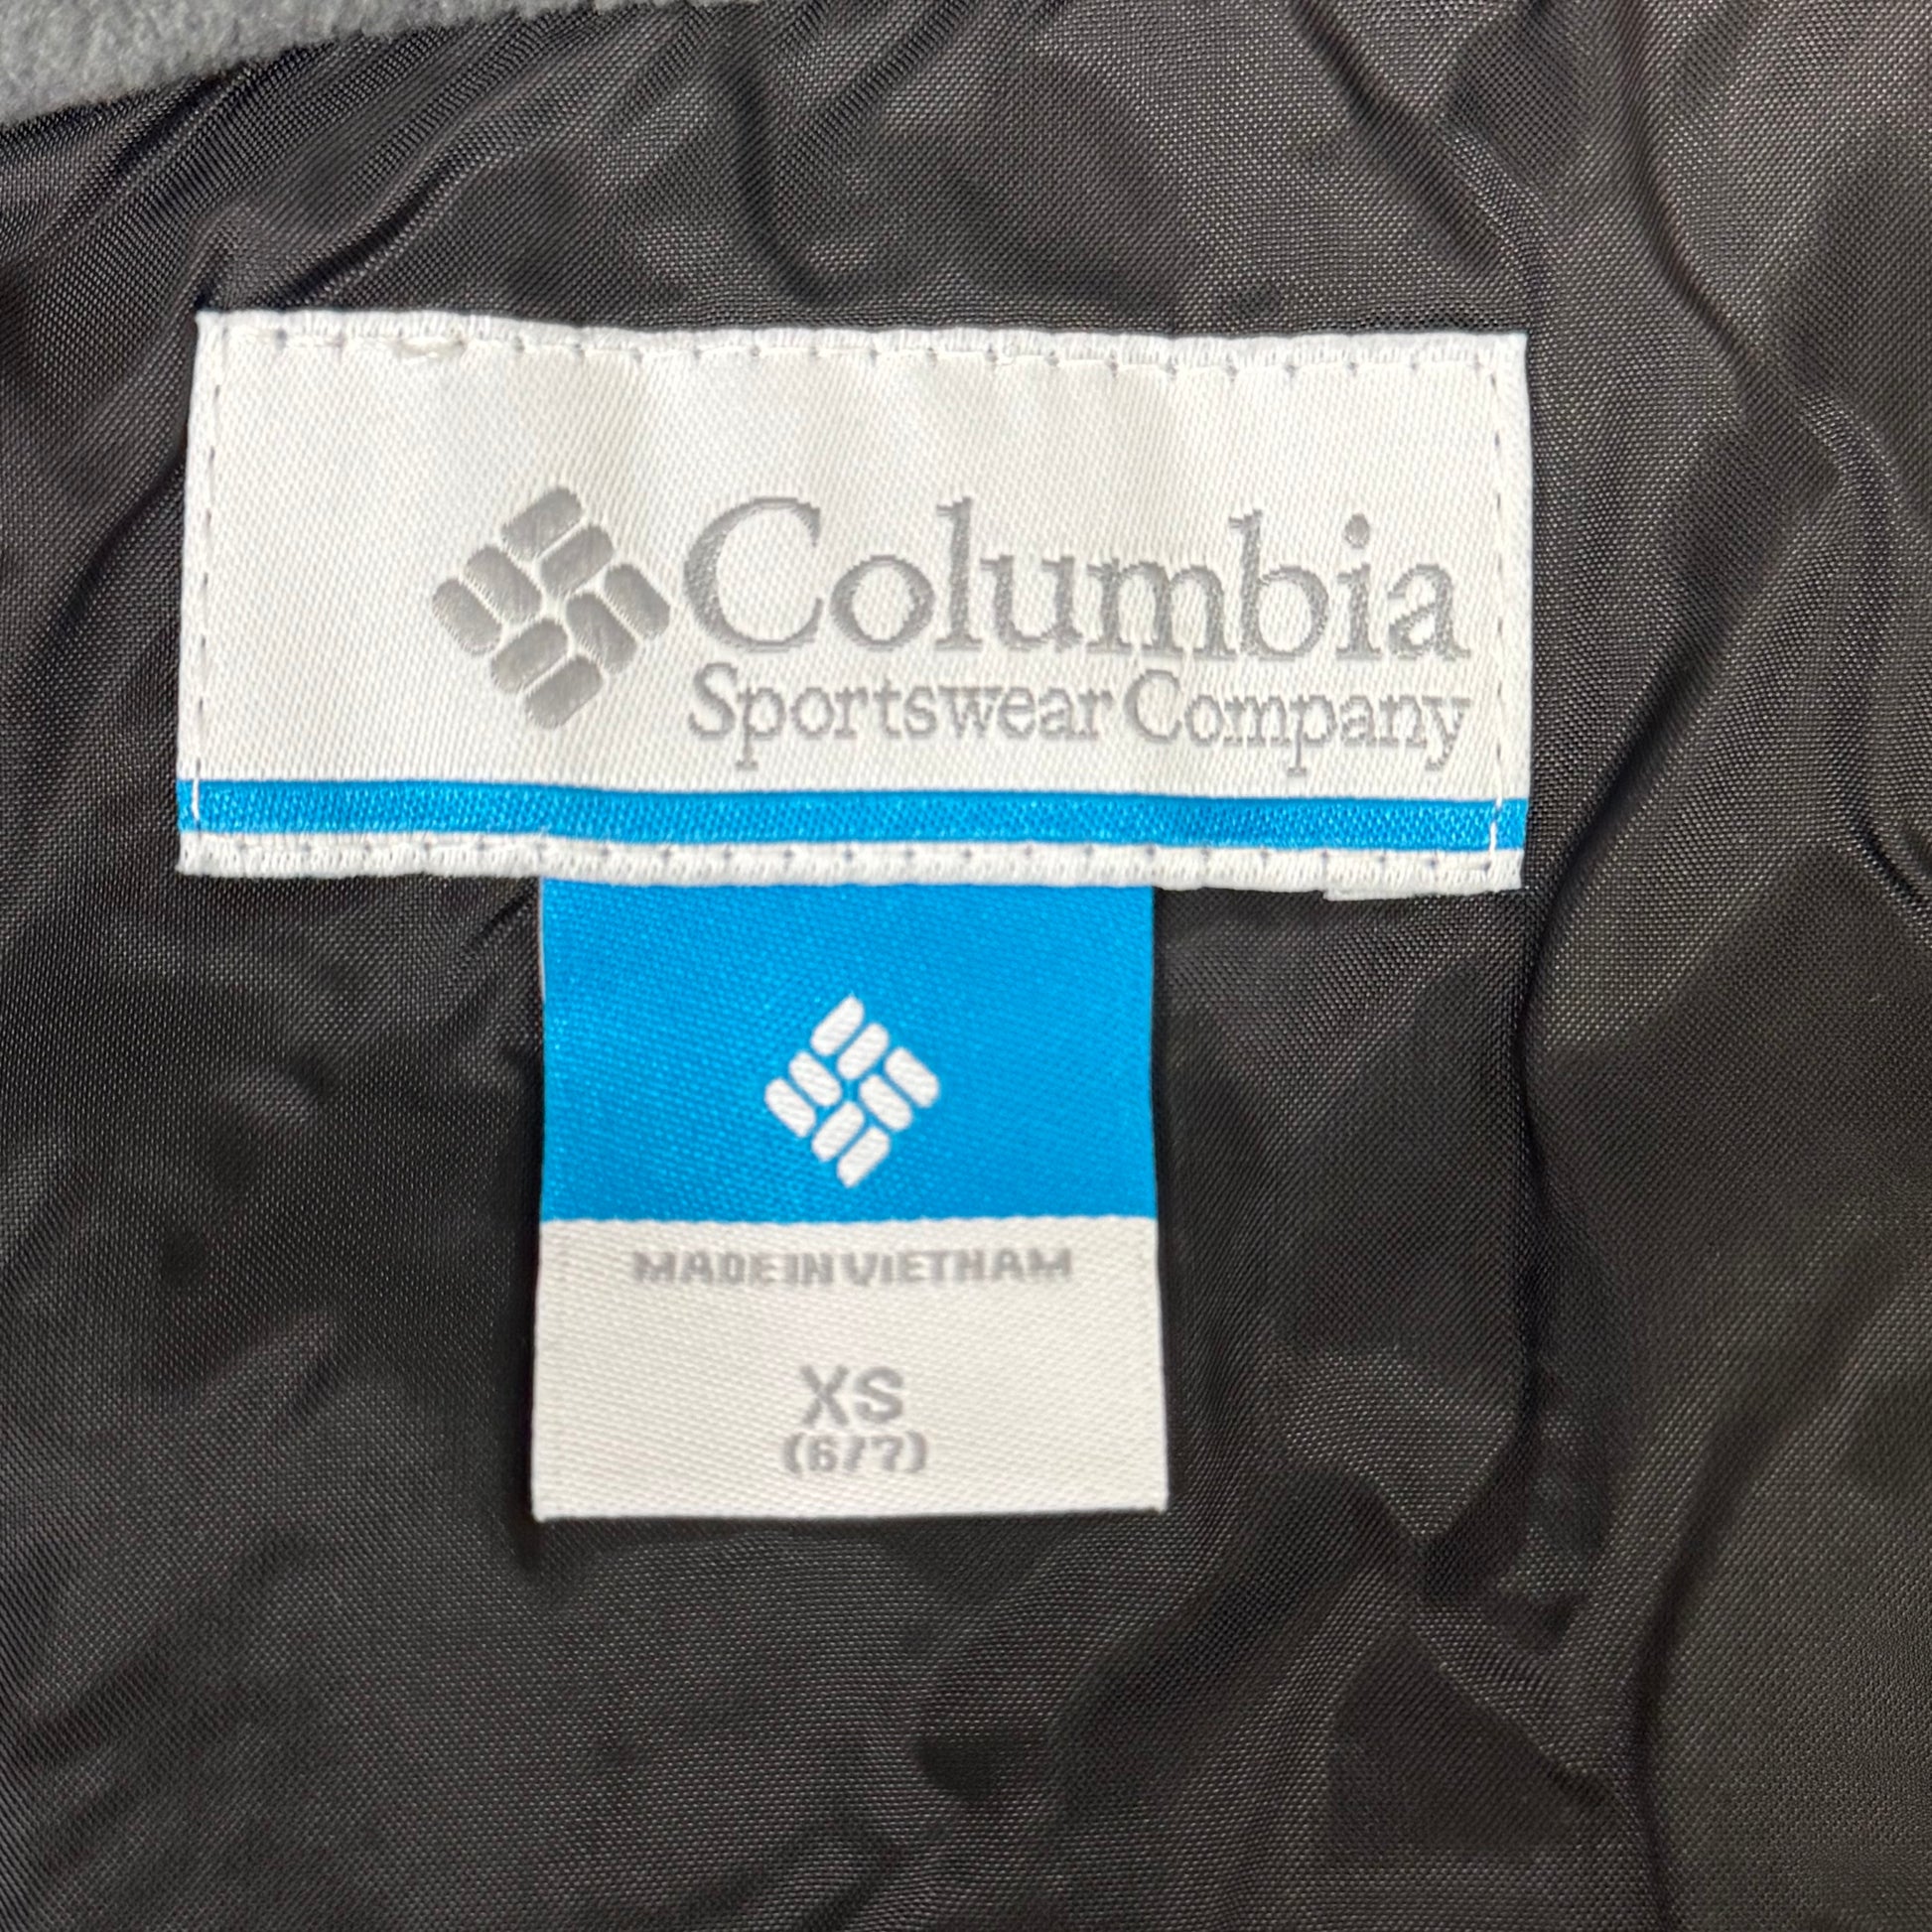 Columbia
Sportswear Company
MADE IN VIETNAM
XS
(6/7)